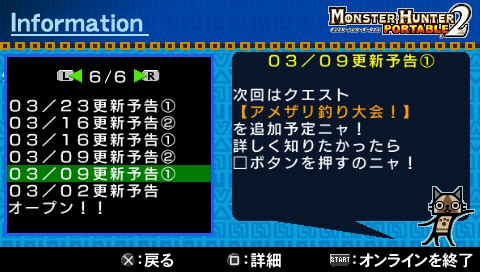 Information
MONSTER HUNTER
PORTABLE 2
L 6/6 R
03/23更新予告①
03/16更新予告②
03/16更新予告①
03/09更新予告②
03/09更新予告①
03/02更新予告
オープン！！
03/09更新予告①
次回はクエスト
【アメザリ釣り大会！】
を追加予定ニャ！
詳しく知りたかったら
□ボタンを押すのニャ！
×:戻る □:詳細 START:オンラインを終了